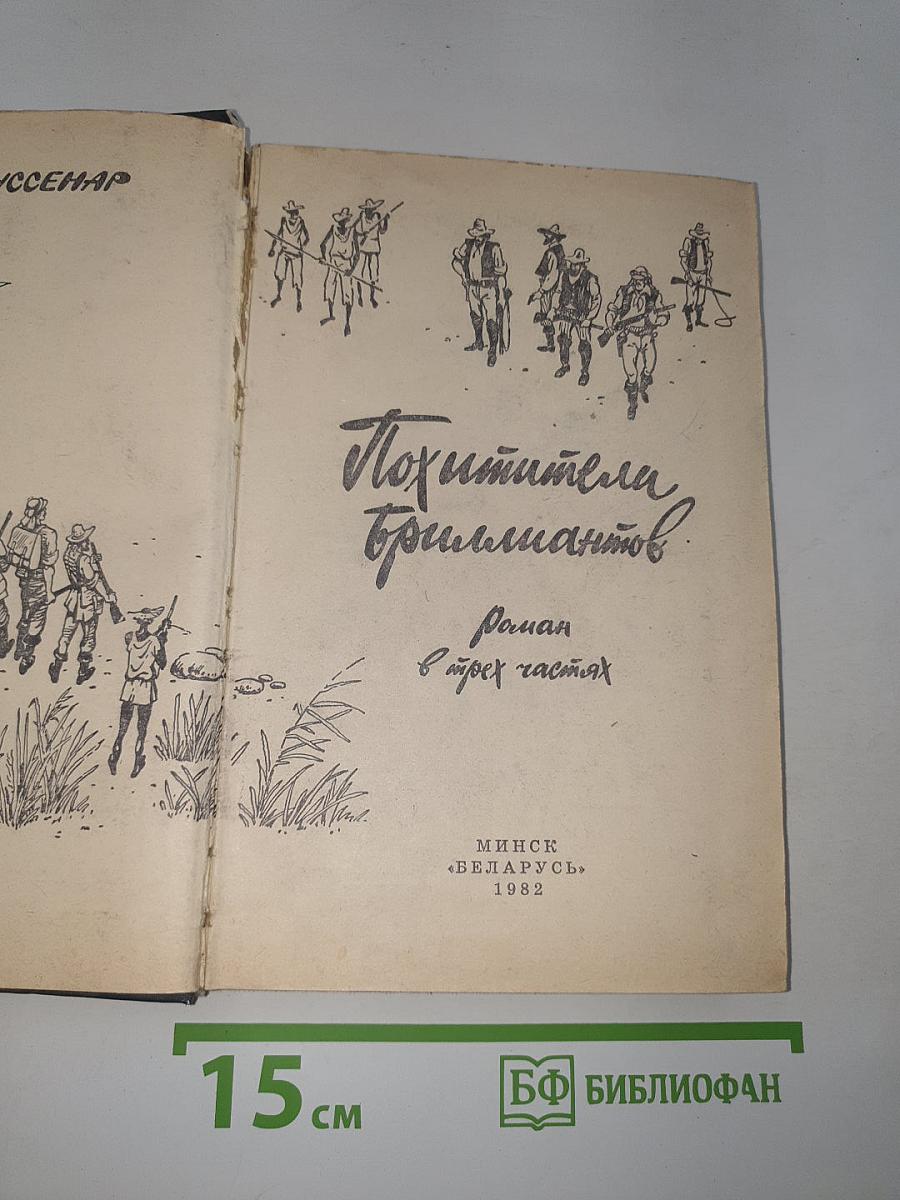 УССЕНАР
Похитители
Бриллиантов
Роман
в трех частях
МИНСК
«БЕЛАРУСЬ»
1982
15 см
БФ БИБЛИОФАН